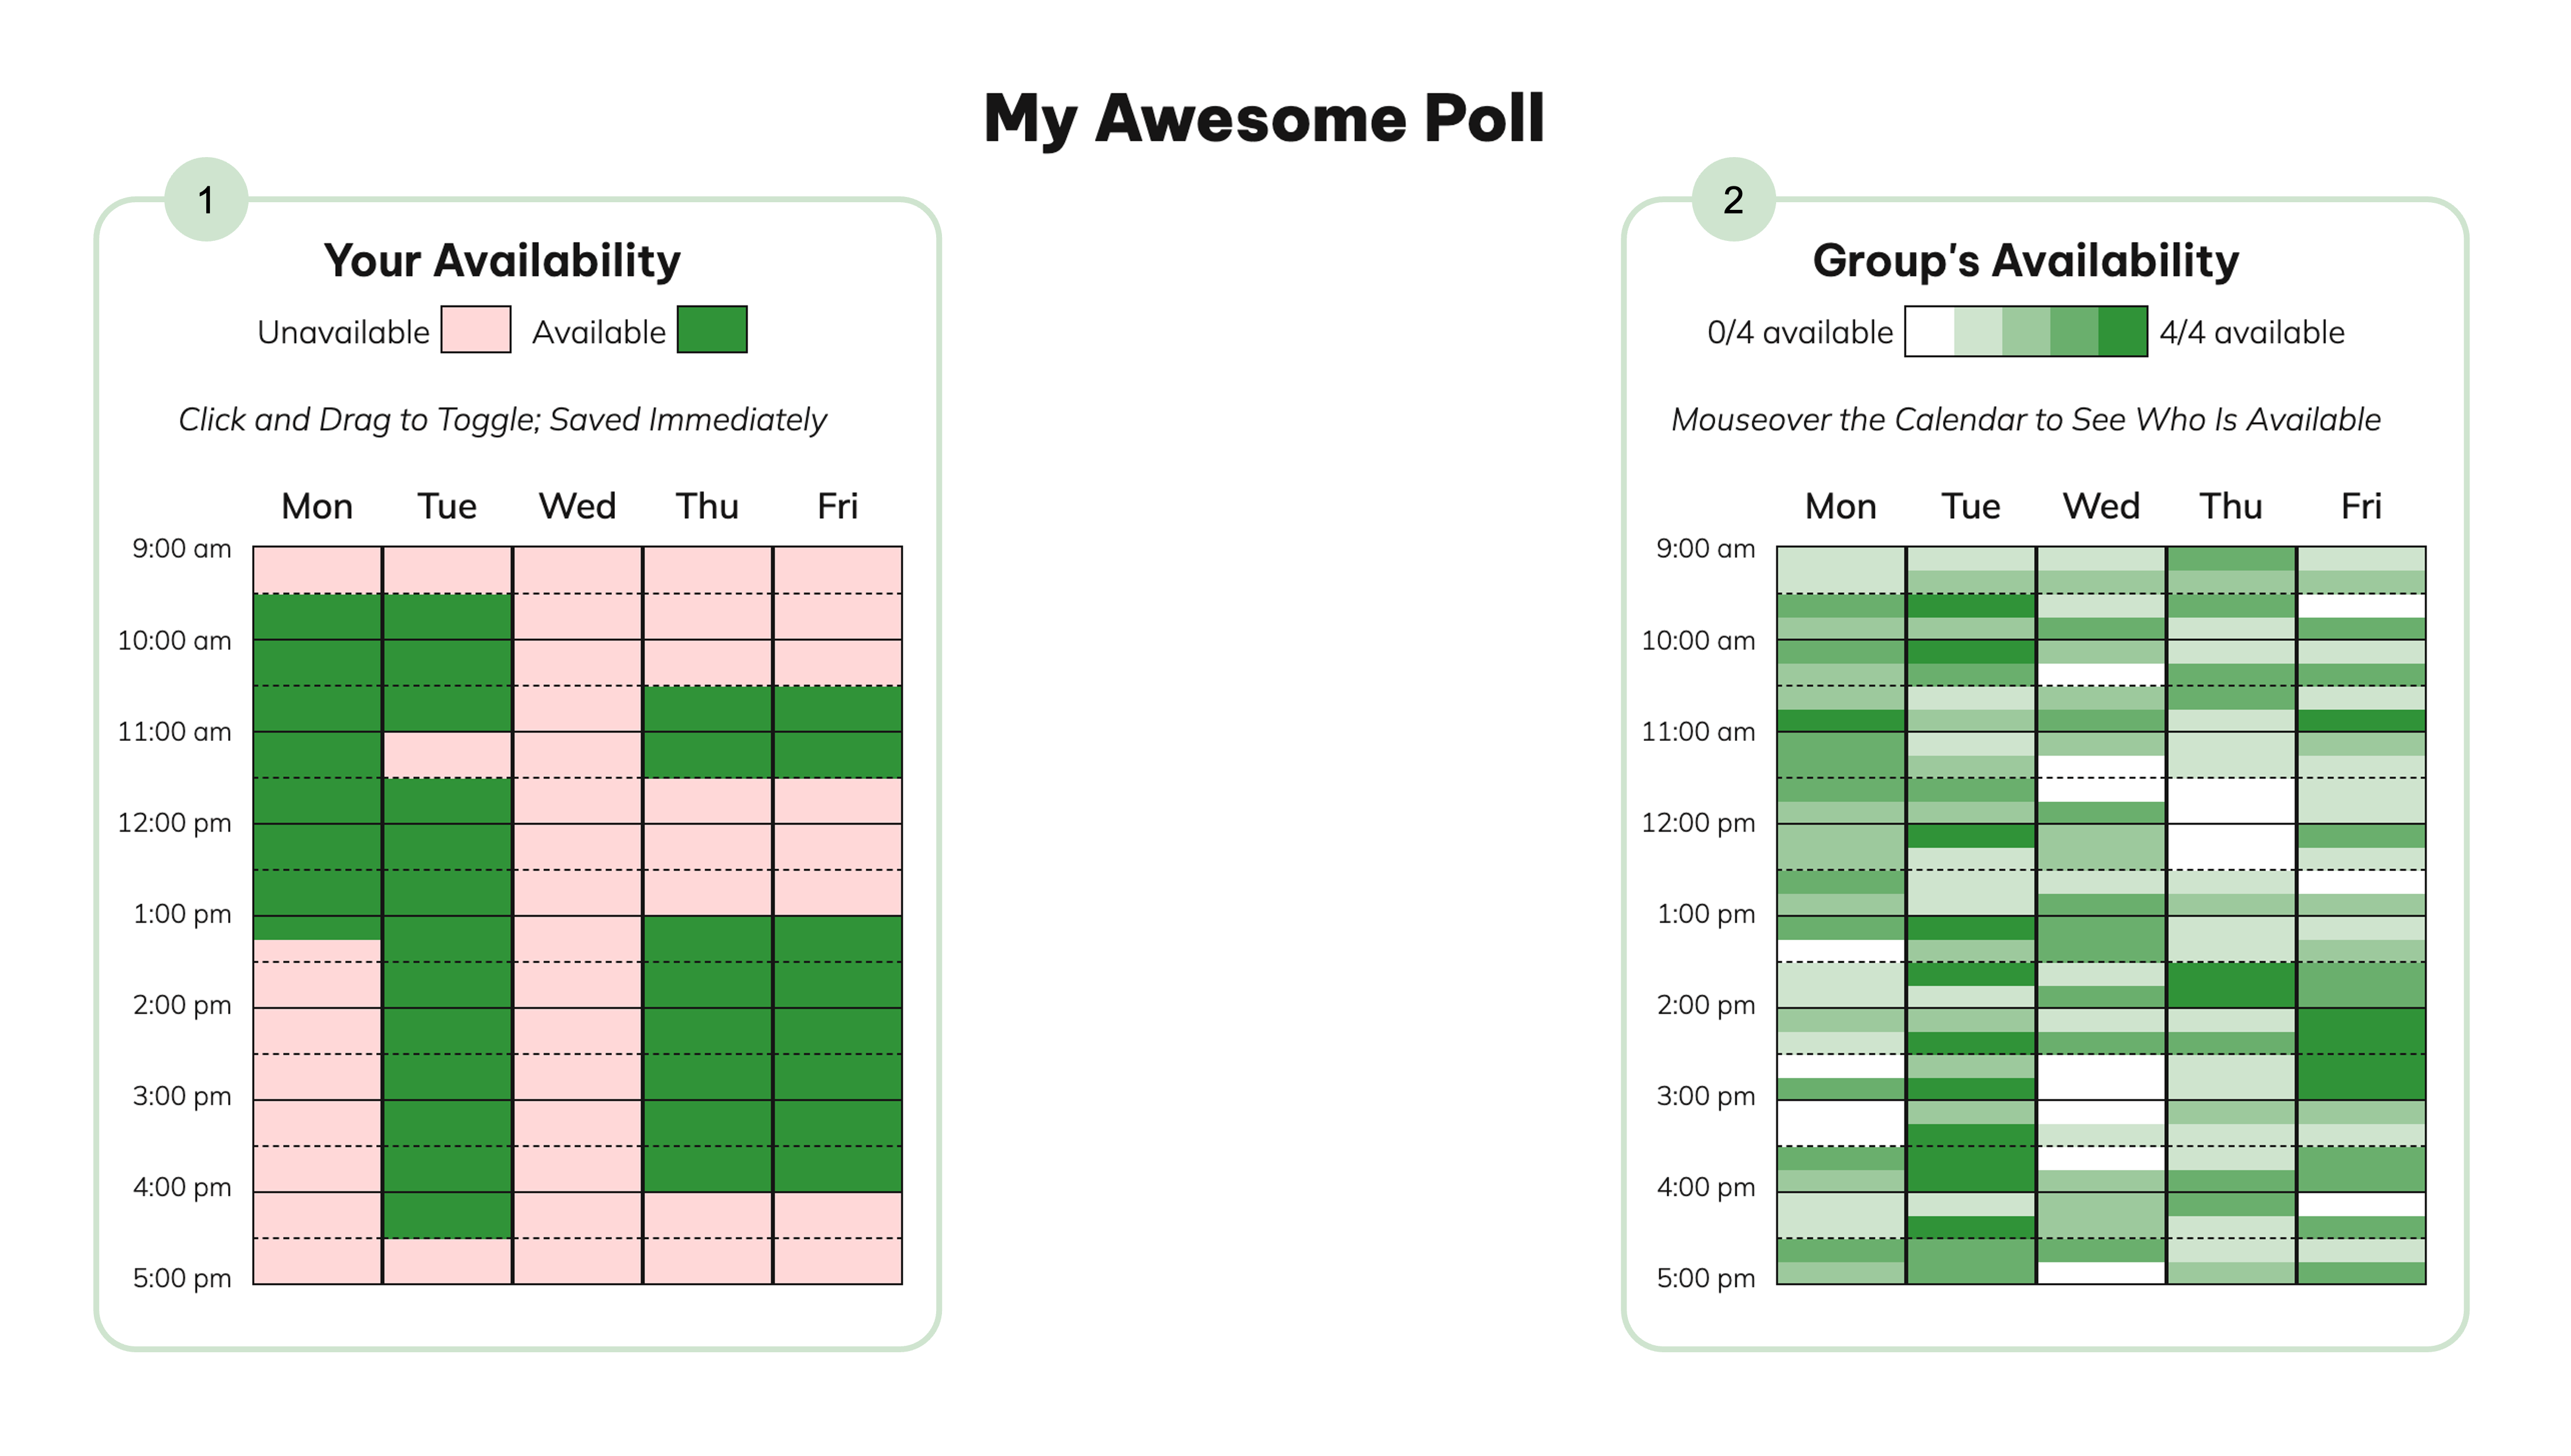 My Awesome Poll
1
Your Availability
Unavailable Available
Click and Drag to Toggle; Saved Immediately
Mon Tue Wed Thu Fri
9:00 am
10:00 am
11:00 am
12:00 pm
1:00 pm
2:00 pm
3:00 pm
4:00 pm
5:00 pm
2
Group's Availability
0/4 available 4/4 available
Mouseover the Calendar to See Who Is Available
Mon Tue Wed Thu Fri
9:00 am
10:00 am
11:00 am
12:00 pm
1:00 pm
2:00 pm
3:00 pm
4:00 pm
5:00 pm